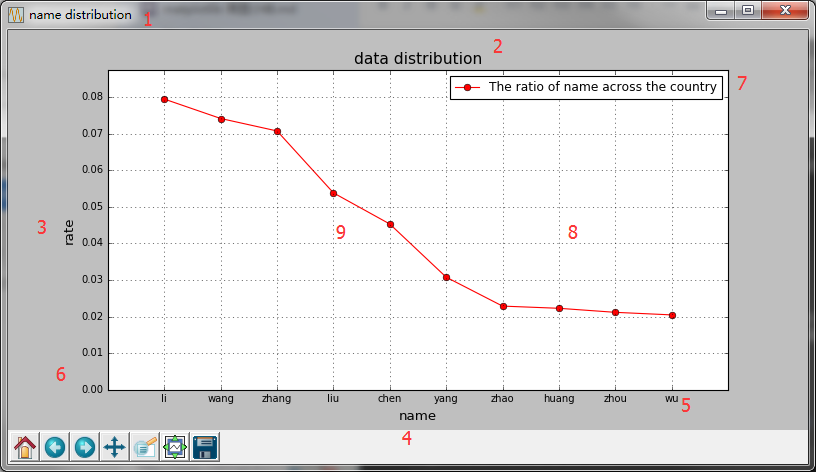 name distribution 1
2
data distribution
The ratio of name across the country
7
0.08
0.07
0.06
0.05
0.04
0.03
0.02
0.01
0.00
3
rate
9
8
6
li wang zhang liu chen yang zhao huang zhou wu
5
name
4